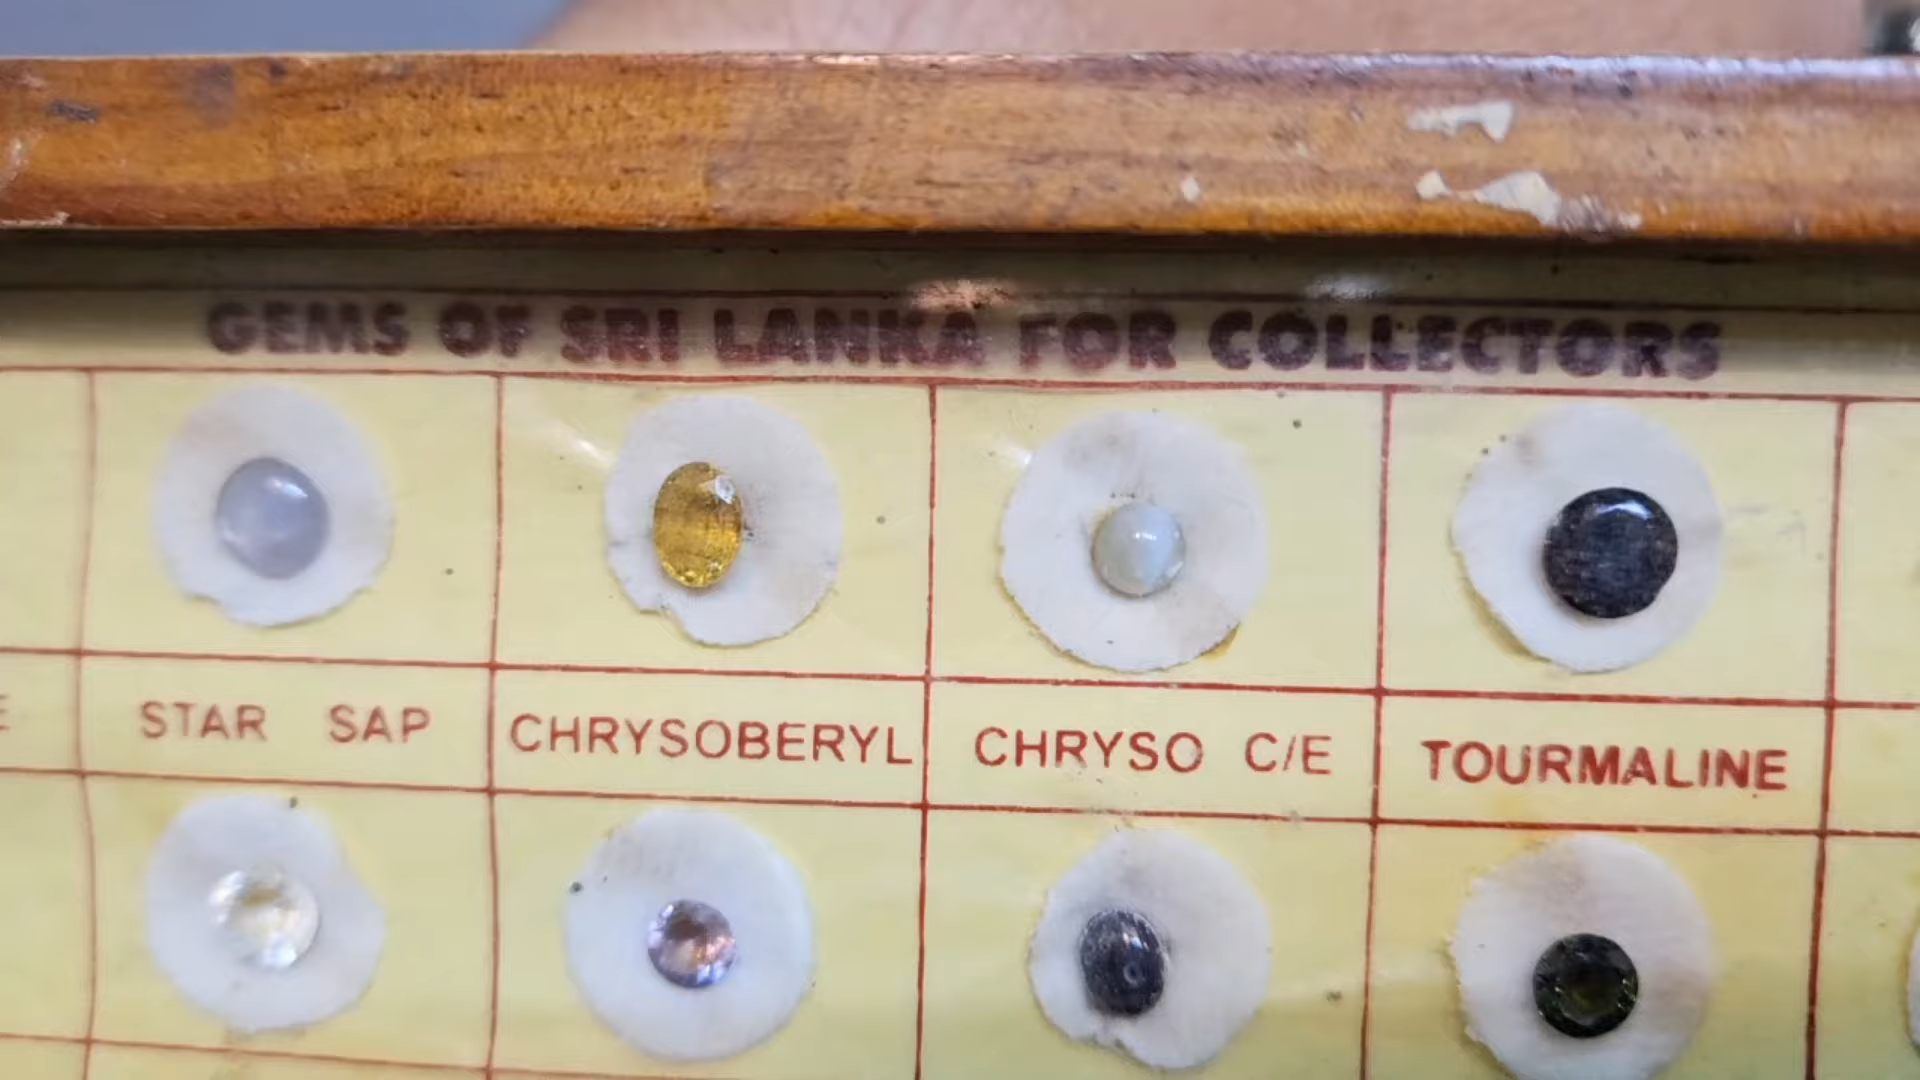 GEMS OF SRI LANKA FOR COLLECTORS
STAR SAP CHRYSOBERYL CHRYSO C/E TOURMALINE